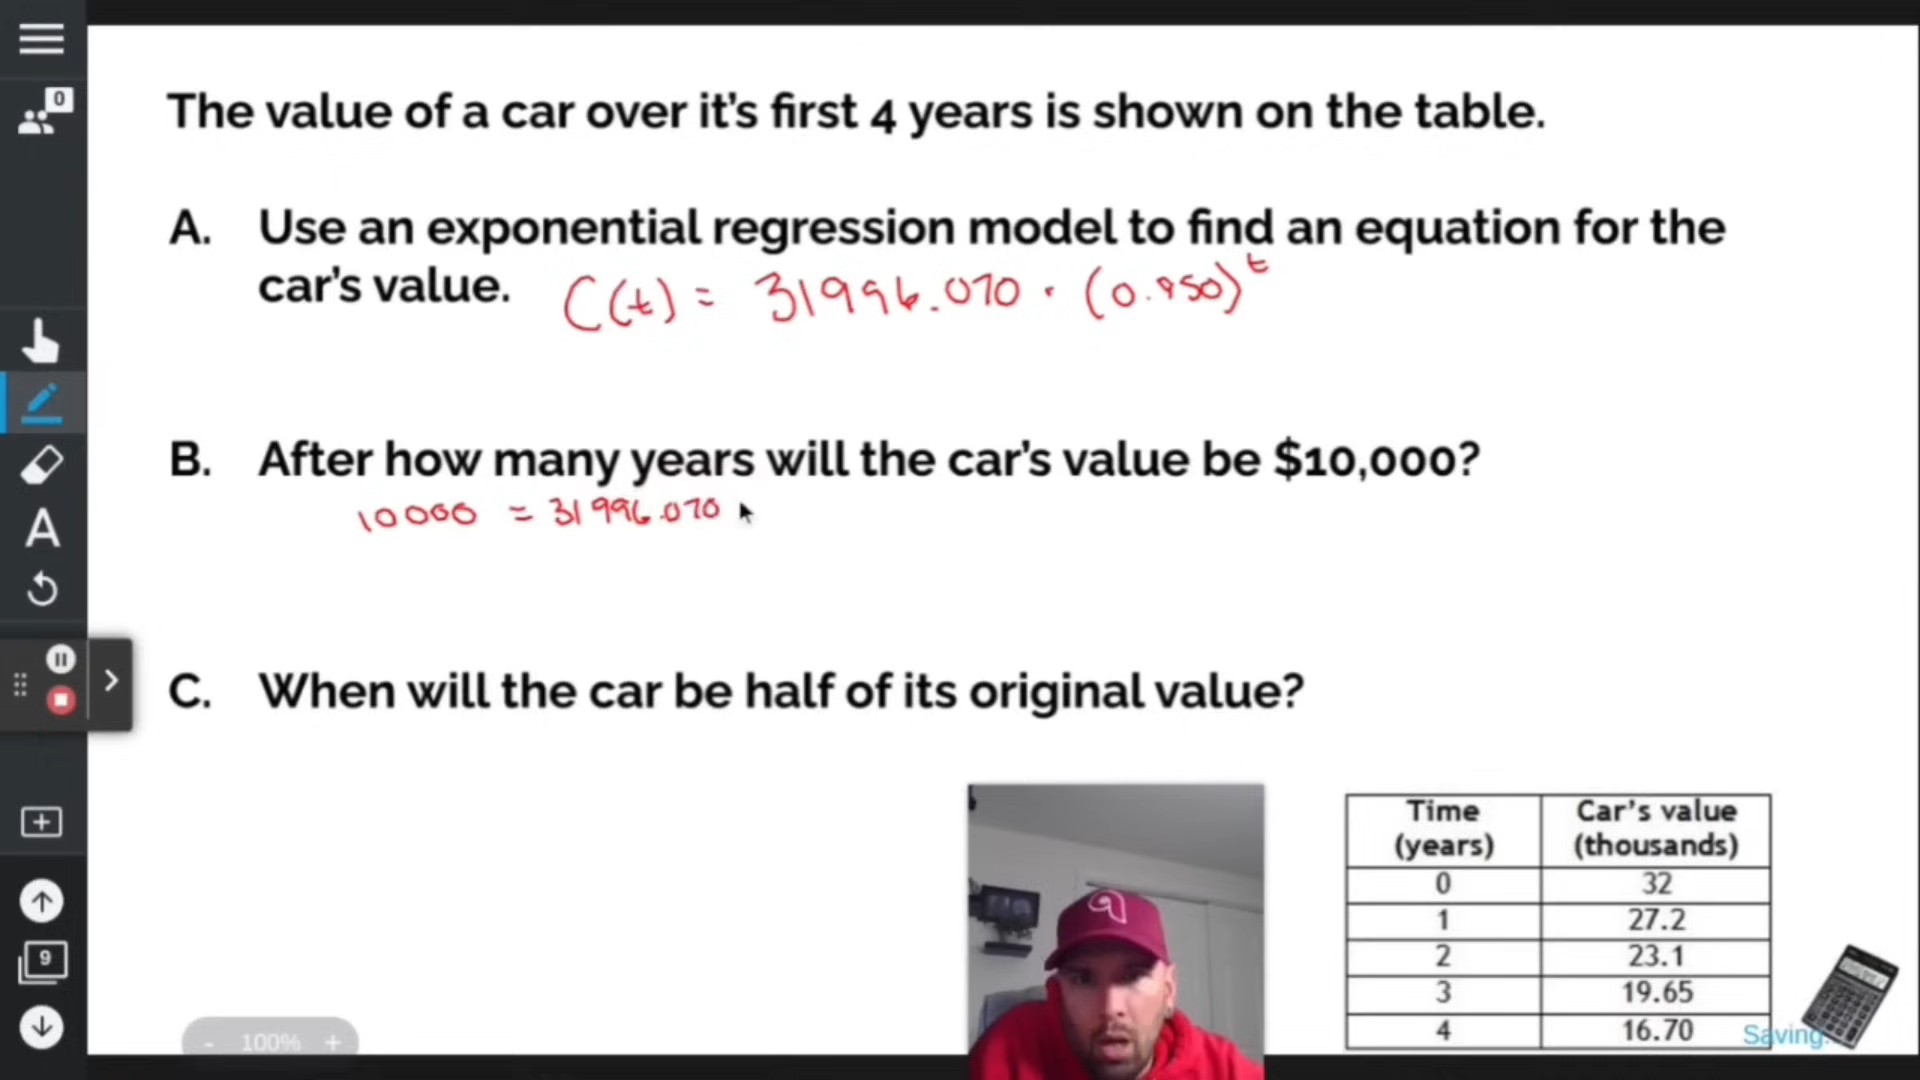 0
The value of a car over it's first 4 years is shown on the table.
A. Use an exponential regression model to find an equation for the
car's value. C(t) = 31996.070 · (0.850)^t
B. After how many years will the car's value be $10,000?
10000 = 31996.070
A
C. When will the car be half of its original value?
Time (years) Car's value (thousands)
0 32
1 27.2
2 23.1
3 19.65
4 16.70
9
Saving
- 100% +